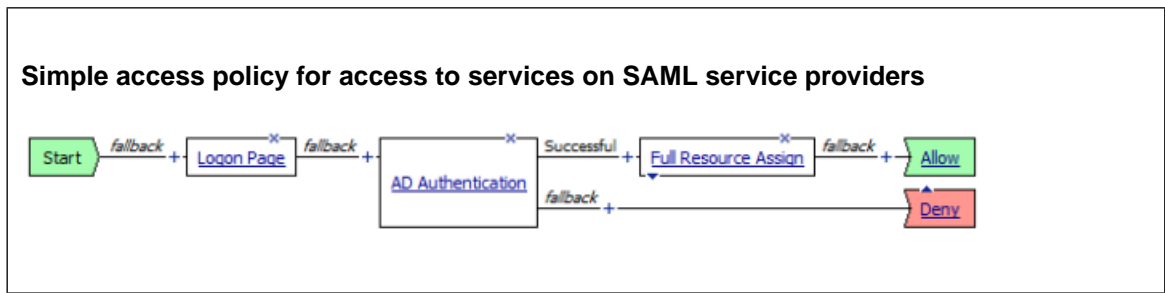 Simple access policy for access to services on SAML service providers
Start fallback + Logon Page fallback + AD Authentication Successful + Full Resource Assign fallback + Allow
fallback + Deny